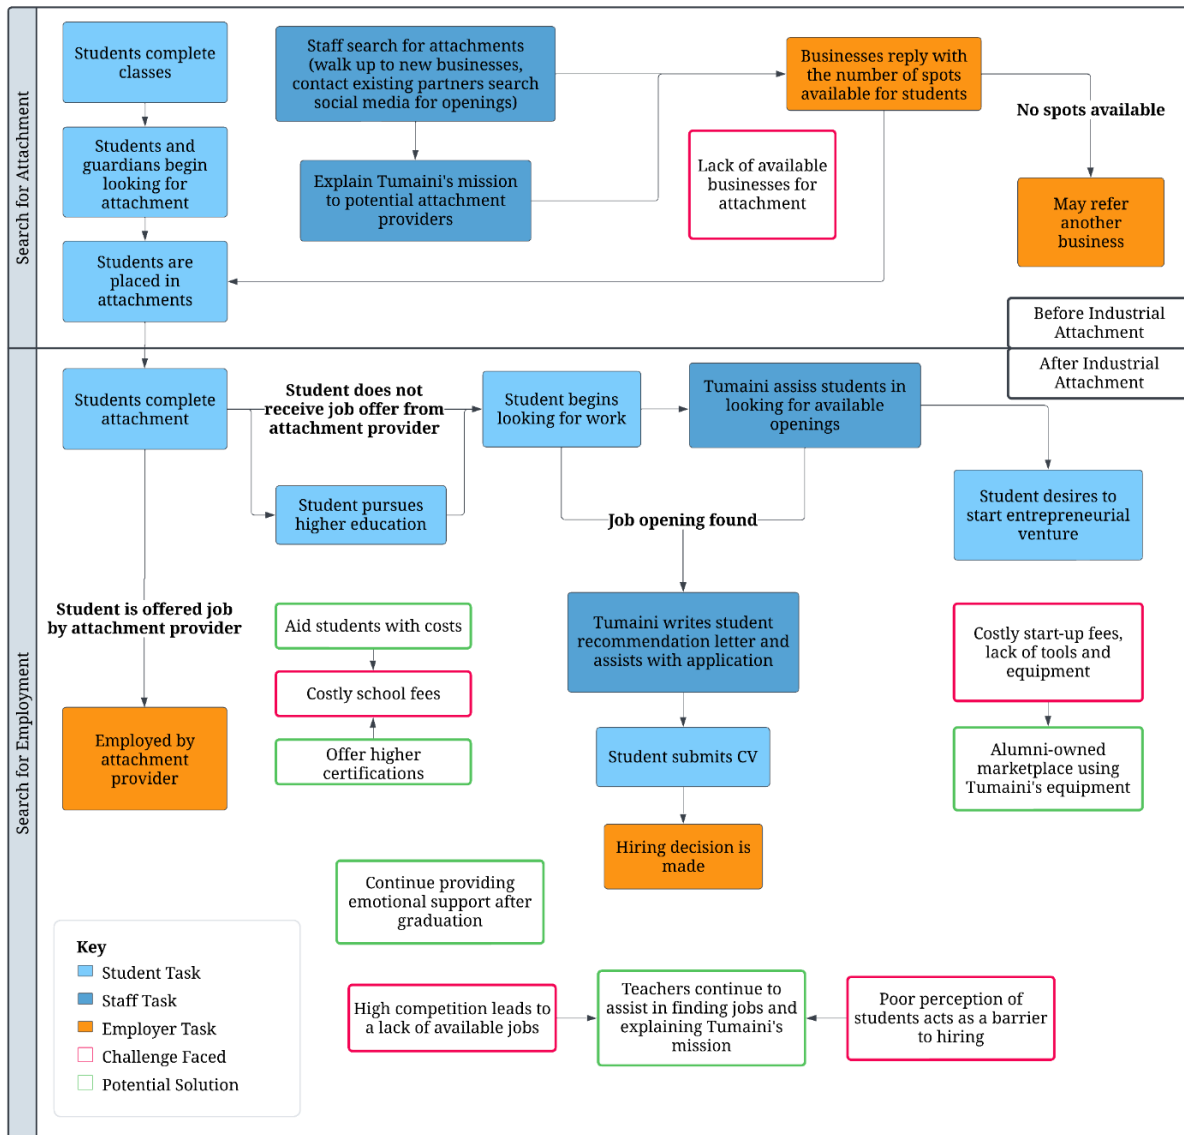 Search for Attachment
Students complete
classes
Staff search for attachments
(walk up to new businesses,
contact existing partners search
social media for openings)
Businesses reply with
the number of spots
available for students
No spots available
Students and
guardians begin
looking for
attachment
Explain Tumaini's mission
to potential attachment
providers
Lack of available
businesses for
attachment
May refer
another
business
Students are
placed in
attachments
Before Industrial
Attachment
Search for Employment
After Industrial
Attachment
Students complete
attachment
Student does not
receive job offer from
attachment provider
Student begins
looking for work
Tumaini assiss students in
looking for available
openings
Student pursues
higher education
Job opening found
Student desires to
start entrepreneurial
venture
Student is offered job
by attachment provider
Aid students with costs
Costly school fees
Offer higher
certifications
Tumaini writes student
recommendation letter and
assists with application
Costly start-up fees,
lack of tools and
equipment
Employed by
attachment
provider
Student submits CV
Alumni-owned
marketplace using
Tumaini's equipment
Hiring decision is
made
Continue providing
emotional support after
graduation
Key
Student Task
Staff Task
Employer Task
Challenge Faced
Potential Solution
High competition leads to
a lack of available jobs
Teachers continue to
assist in finding jobs and
explaining Tumaini's
mission
Poor perception of
students acts as a barrier
to hiring